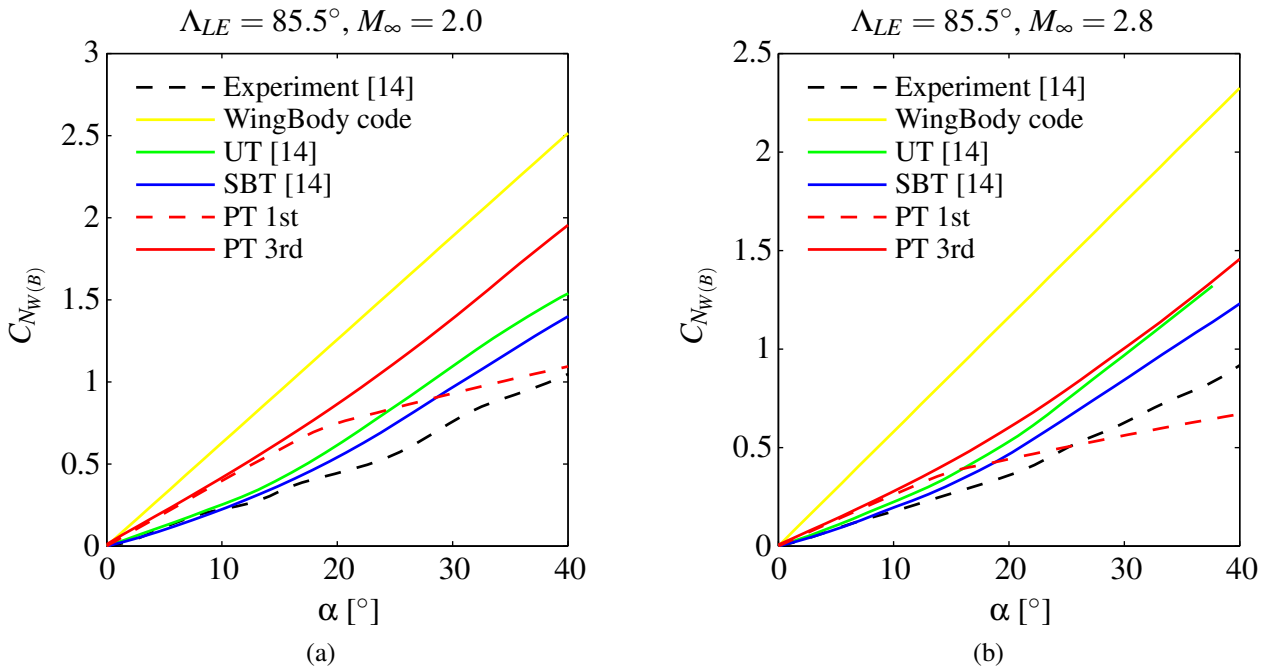 Λ_LE = 85.5°, M_∞ = 2.0
3
2.5
2
1.5
1
0.5
0
C_N_W(B)
Experiment [14]
WingBody code
UT [14]
SBT [14]
PT 1st
PT 3rd
0 10 20 30 40
α [°]
(a)
Λ_LE = 85.5°, M_∞ = 2.8
2.5
2
1.5
1
0.5
0
C_N_W(B)
Experiment [14]
WingBody code
UT [14]
SBT [14]
PT 1st
PT 3rd
0 10 20 30 40
α [°]
(b)